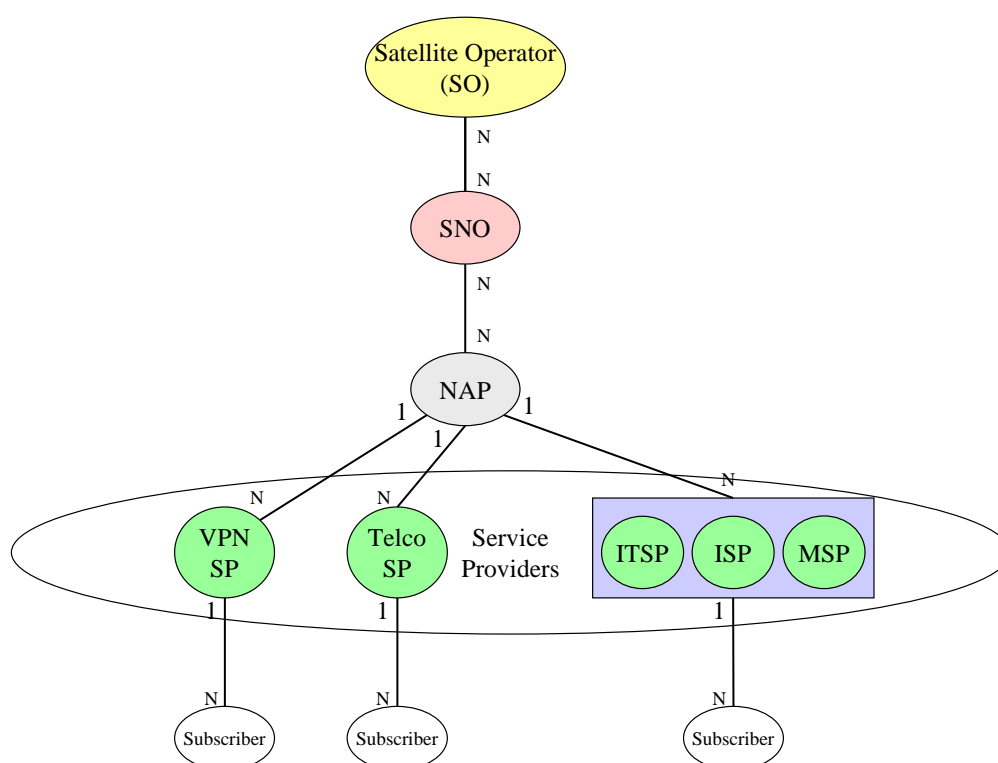 Satellite Operator
(SO)
N
N
SNO
N
N
NAP
1
1
1
N
N
N
VPN
SP
Telco
SP
Service
Providers
ITSP
ISP
MSP
1
1
1
N
N
N
Subscriber
Subscriber
Subscriber